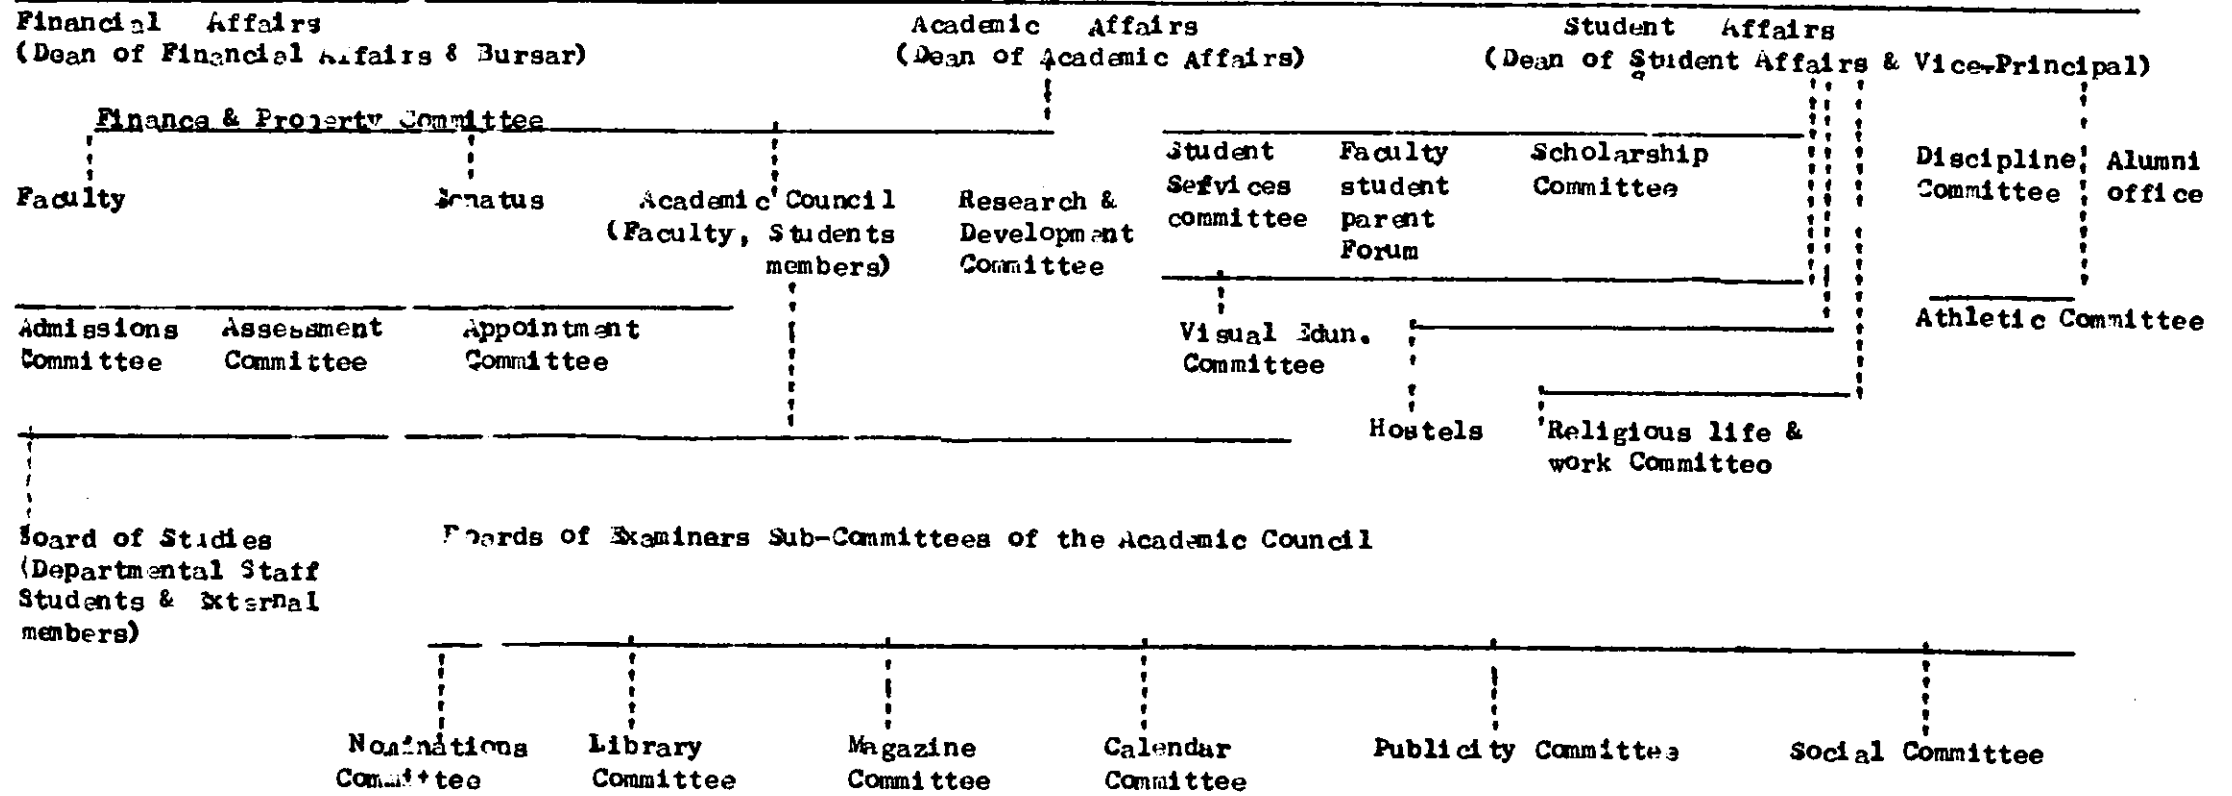 Financial Affairs
(Dean of Financial Affairs & Bursar)
Academic Affairs
(Dean of Academic Affairs)
Student Affairs
(Dean of Student Affairs & Vice-Principal)
Finance & Property Committee
Faculty
Senatus
Academic Council
(Faculty, Students
members)
Research &
Development
Committee
Student
Services
committee
Faculty
student
parent
Forum
Scholarship
Committee
Discipline
Committee
Alumni
office
Admissions
Committee
Assessment
Committee
Appointment
Committee
Visual Edun.
Committee
Athletic Committee
Hostels
Religious life &
work Committee
Board of Studies
(Departmental Staff
Students & External
members)
Boards of Examiners Sub-Committees of the Academic Council
Nominations
Committee
Library
Committee
Magazine
Committee
Calendar
Committee
Publicity Committee
Social Committee